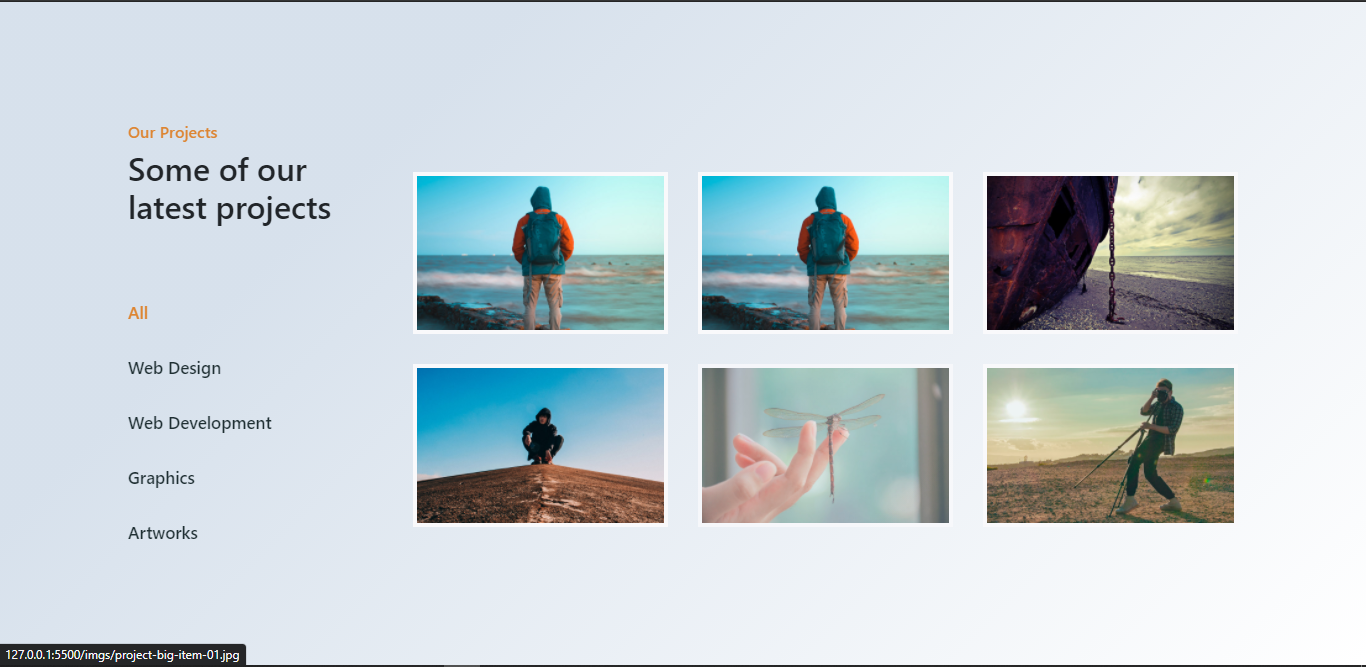 Our Projects
Some of our
latest projects
All
Web Design
Web Development
Graphics
Artworks
127.0.0.1:5500/imgs/project-big-item-01.jpg